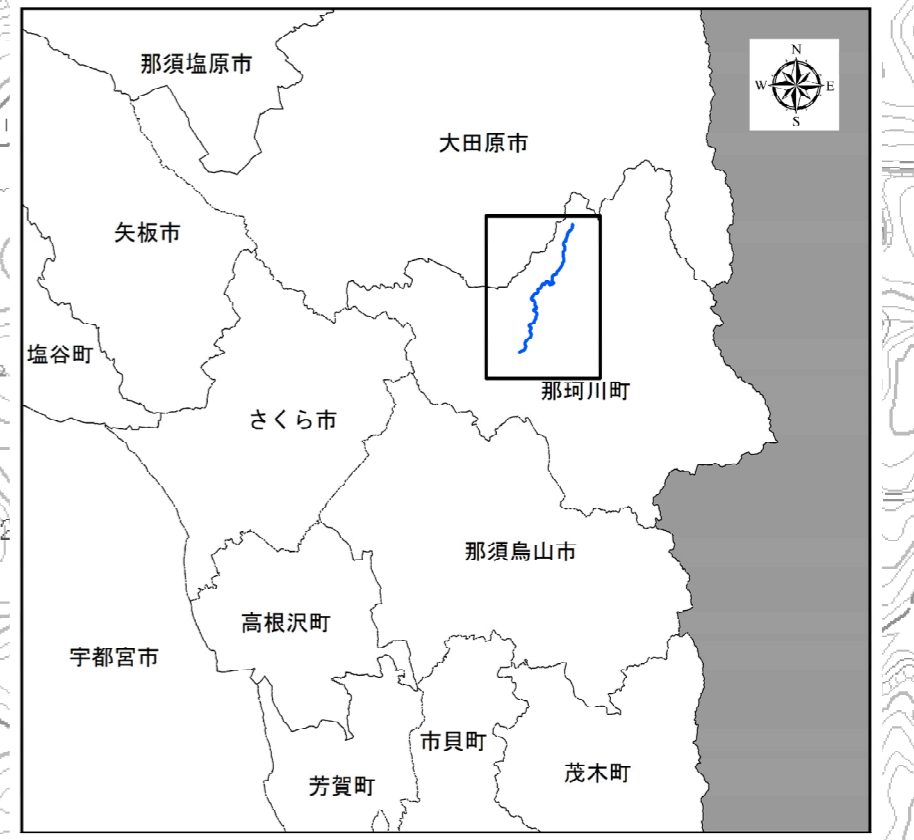 那須塩原市
N
W
E
S
大田原市
矢板市
塩谷町
那珂川町
さくら市
那須烏山市
高根沢町
宇都宮市
市貝町
茂木町
芳賀町